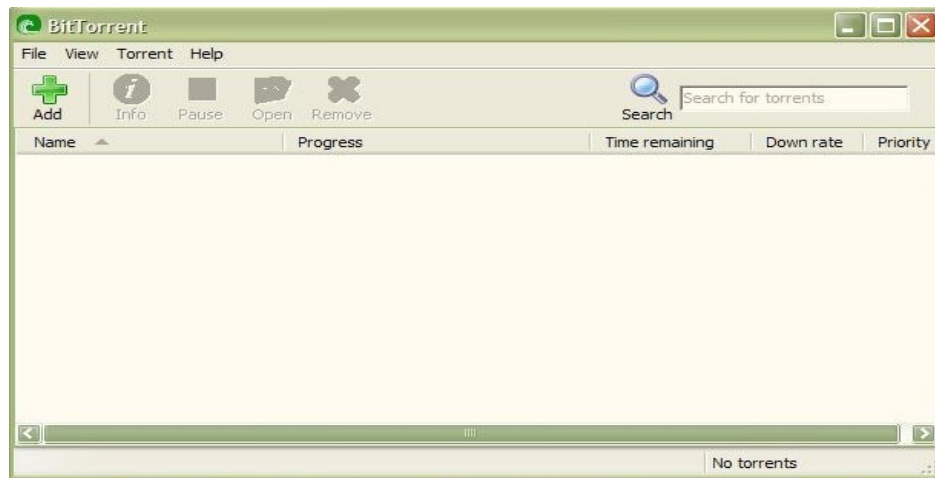 BitTorrent
File View Torrent Help
Add Info Pause Open Remove Search Search for torrents
Name Progress Time remaining Down rate Priority
No torrents